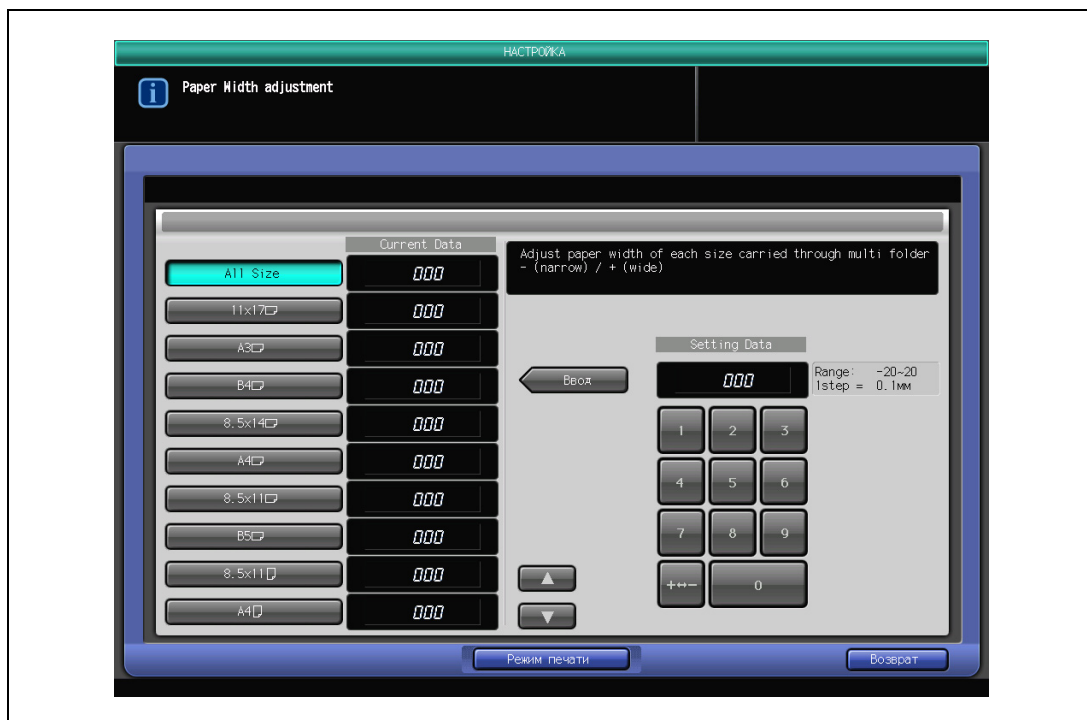 НАСТРОЙКА
Paper Width adjustment
Current Data
All Size 000
11x17 000
A3 000
B4 000
8.5x14 000
A4 000
8.5x11 000
B5 000
8.5x11 000
A4 000
Adjust paper width of each size carried through multi folder
- (narrow) / + (wide)
Setting Data
Ввод
000
Range: -20~20
1step = 0.1мм
1 2 3
4 5 6
7 8 9
+↔- 0
▲
▼
Режим печати
Возврат